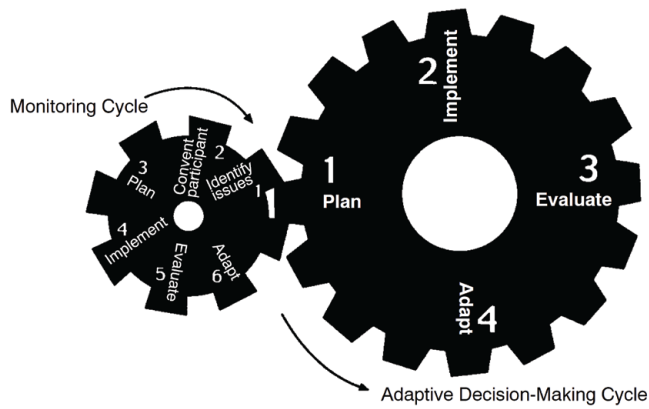 Monitoring Cycle
1
Identify
issues
2
Convent
participant
3
Plan
4
Implement
5
Evaluate
6
Adapt
1
Plan
2
Implement
3
Evaluate
4
Adapt
Adaptive Decision-Making Cycle